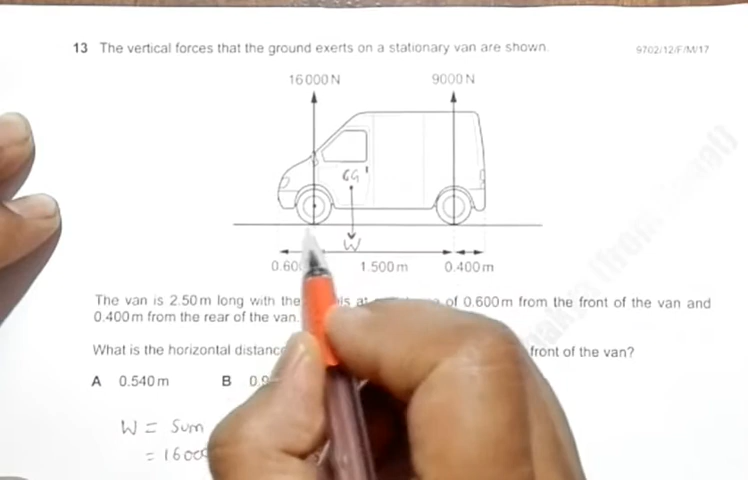 13 The vertical forces that the ground exerts on a stationary van are shown.
9702/12/F/M/17
16 000 N 9000 N
CG
W
0.60 1.500 m 0.400 m
The van is 2.50 m long with the of 0.600 m from the front of the van and
0.400 m from the rear of the van.
What is the horizontal distance front of the van?
A 0.540 m B
W = Sum
= 1600